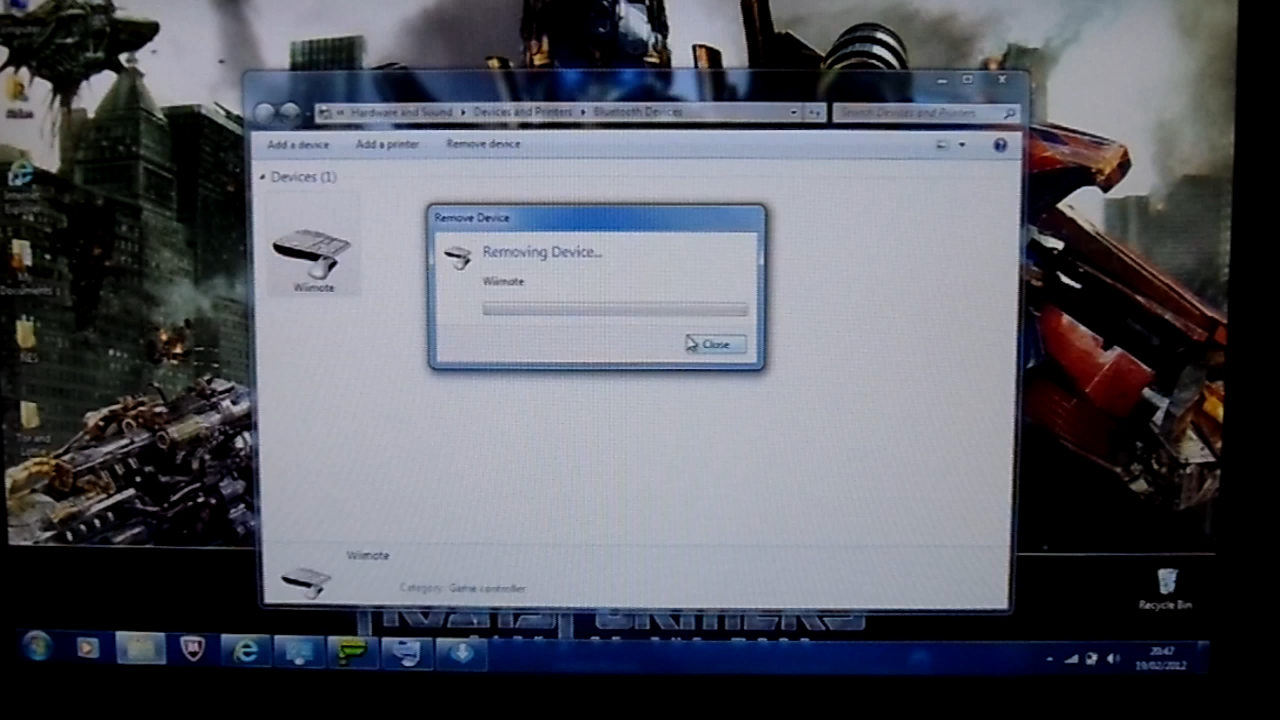 Hardware and Sound
Devices and Printers
Bluetooth Devices
Search Devices and Printers
Add a device
Add a printer
Remove device
Devices (1)
Wiimote
Remove Device
Removing Device...
Wiimote
Close
Wiimote
Category: Game controller
Documents
Recycle Bin
TRANSFORMERS
20:47
19/02/2012